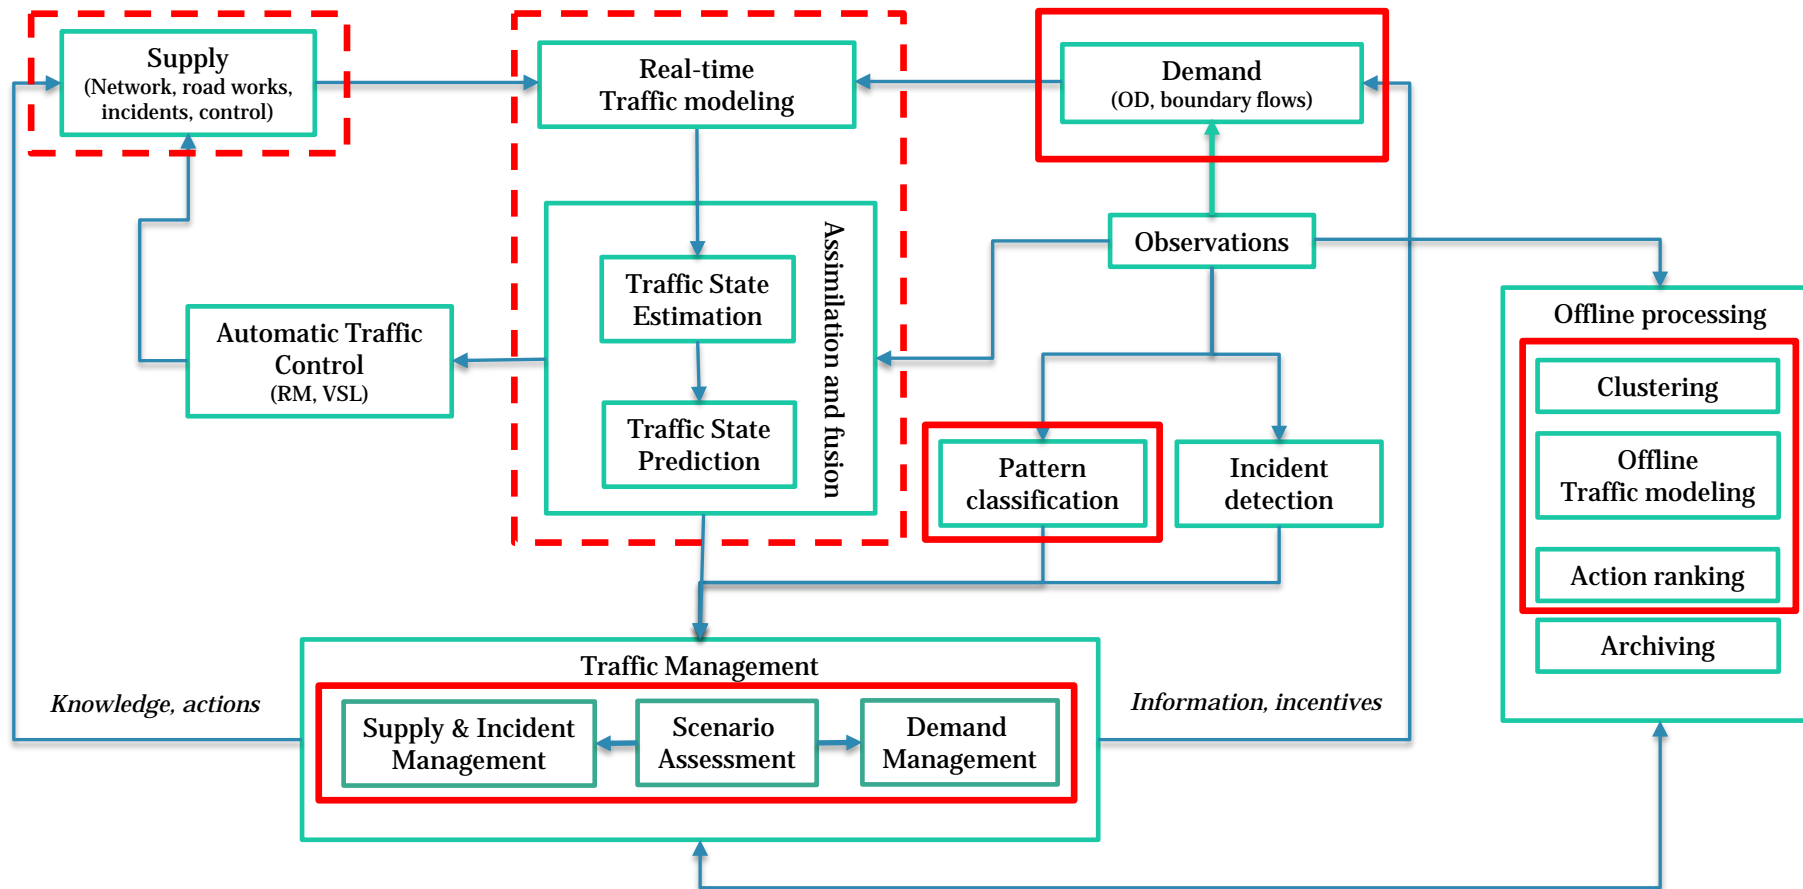 Supply
(Network, road works,
incidents, control)
Real-time
Traffic modeling
Demand
(OD, boundary flows)
Observations
Assimilation and fusion
Traffic State
Estimation
Traffic State
Prediction
Automatic Traffic
Control
(RM, VSL)
Pattern
classification
Incident
detection
Offline processing
Clustering
Offline
Traffic modeling
Action ranking
Archiving
Traffic Management
Knowledge, actions
Information, incentives
Supply & Incident
Management
Scenario
Assessment
Demand
Management